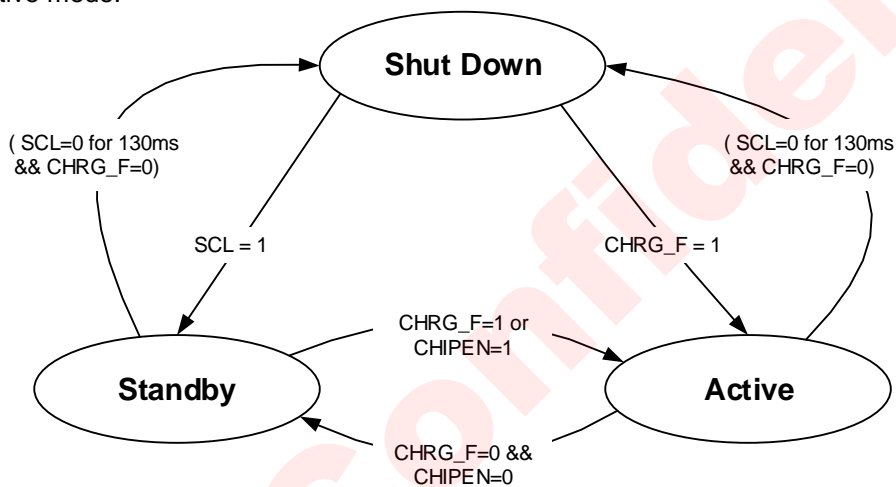 Shut Down
( SCL=0 for 130ms
&& CHRG_F=0)
( SCL=0 for 130ms
&& CHRG_F=0)
SCL = 1
CHRG_F = 1
CHRG_F=1 or
CHIPEN=1
Standby
Active
CHRG_F=0 &&
CHIPEN=0
Confiden